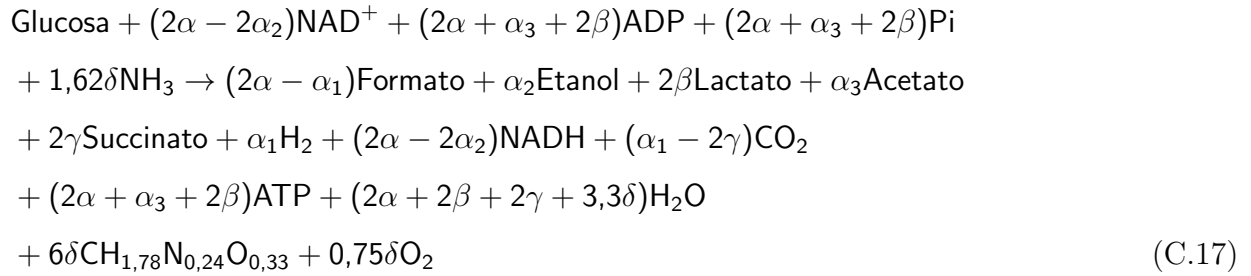 Glucosa + (2α − 2α₂)NAD⁺ + (2α + α₃ + 2β)ADP + (2α + α₃ + 2β)Pi
+ 1,62δNH₃ → (2α − α₁)Formato + α₂Etanol + 2βLactato + α₃Acetato
+ 2γSuccinato + α₁H₂ + (2α − 2α₂)NADH + (α₁ − 2γ)CO₂
+ (2α + α₃ + 2β)ATP + (2α + 2β + 2γ + 3,3δ)H₂O
+ 6δCH₁,₇₈N₀,₂₄O₀,₃₃ + 0,75δO₂ (C.17)